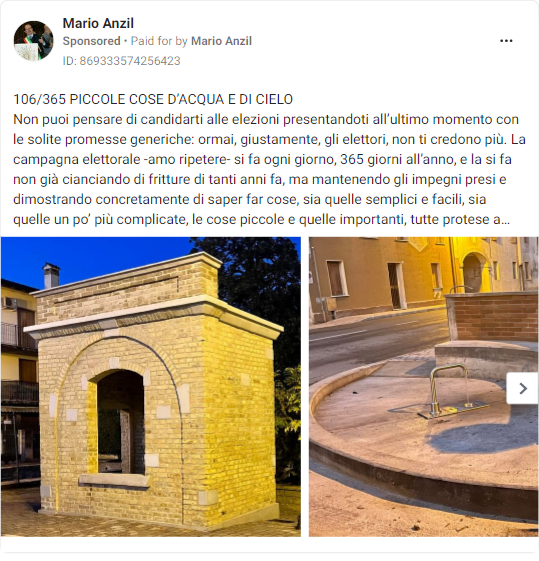 Mario Anzil
Sponsored • Paid for by Mario Anzil
ID: 869333574256423
106/365 PICCOLE COSE D’ACQUA E DI CIELO
Non puoi pensare di candidarti alle elezioni presentandoti all’ultimo momento con
le solite promesse generiche: ormai, giustamente, gli elettori, non ti credono più. La
campagna elettorale -amo ripetere- si fa ogni giorno, 365 giorni all’anno, e la si fa
non già cianciando di fritture di tanti anni fa, ma mantenendo gli impegni presi e
dimostrando concretamente di saper far cose, sia quelle semplici e facili, sia
quelle un po’ più complicate, le cose piccole e quelle importanti, tutte protese a...